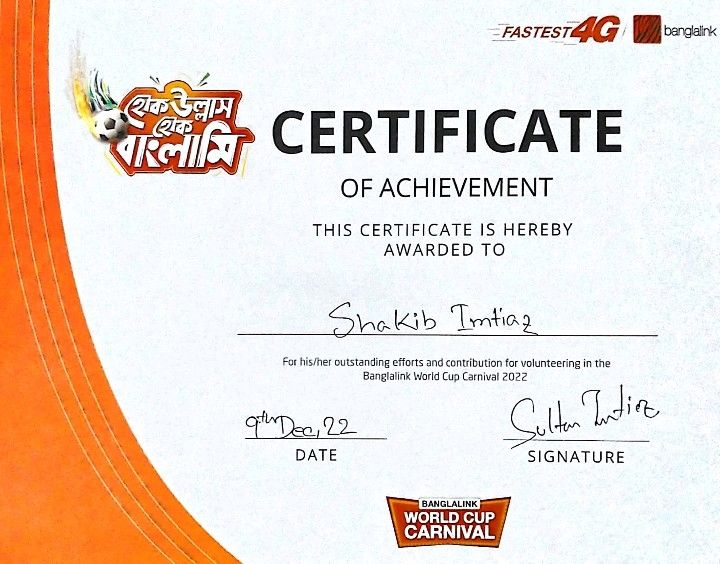 FASTEST 4G banglalink
হোক উল্লাস
হোক
বাংলামি
CERTIFICATE
OF ACHIEVEMENT
THIS CERTIFICATE IS HEREBY
AWARDED TO
Shakib Imtiaz
For his/her outstanding efforts and contribution for volunteering in the
Banglalink World Cup Carnival 2022
9th Dec, 22
Sultan Imtiaz
DATE
SIGNATURE
BANGLALINK
WORLD CUP
CARNIVAL